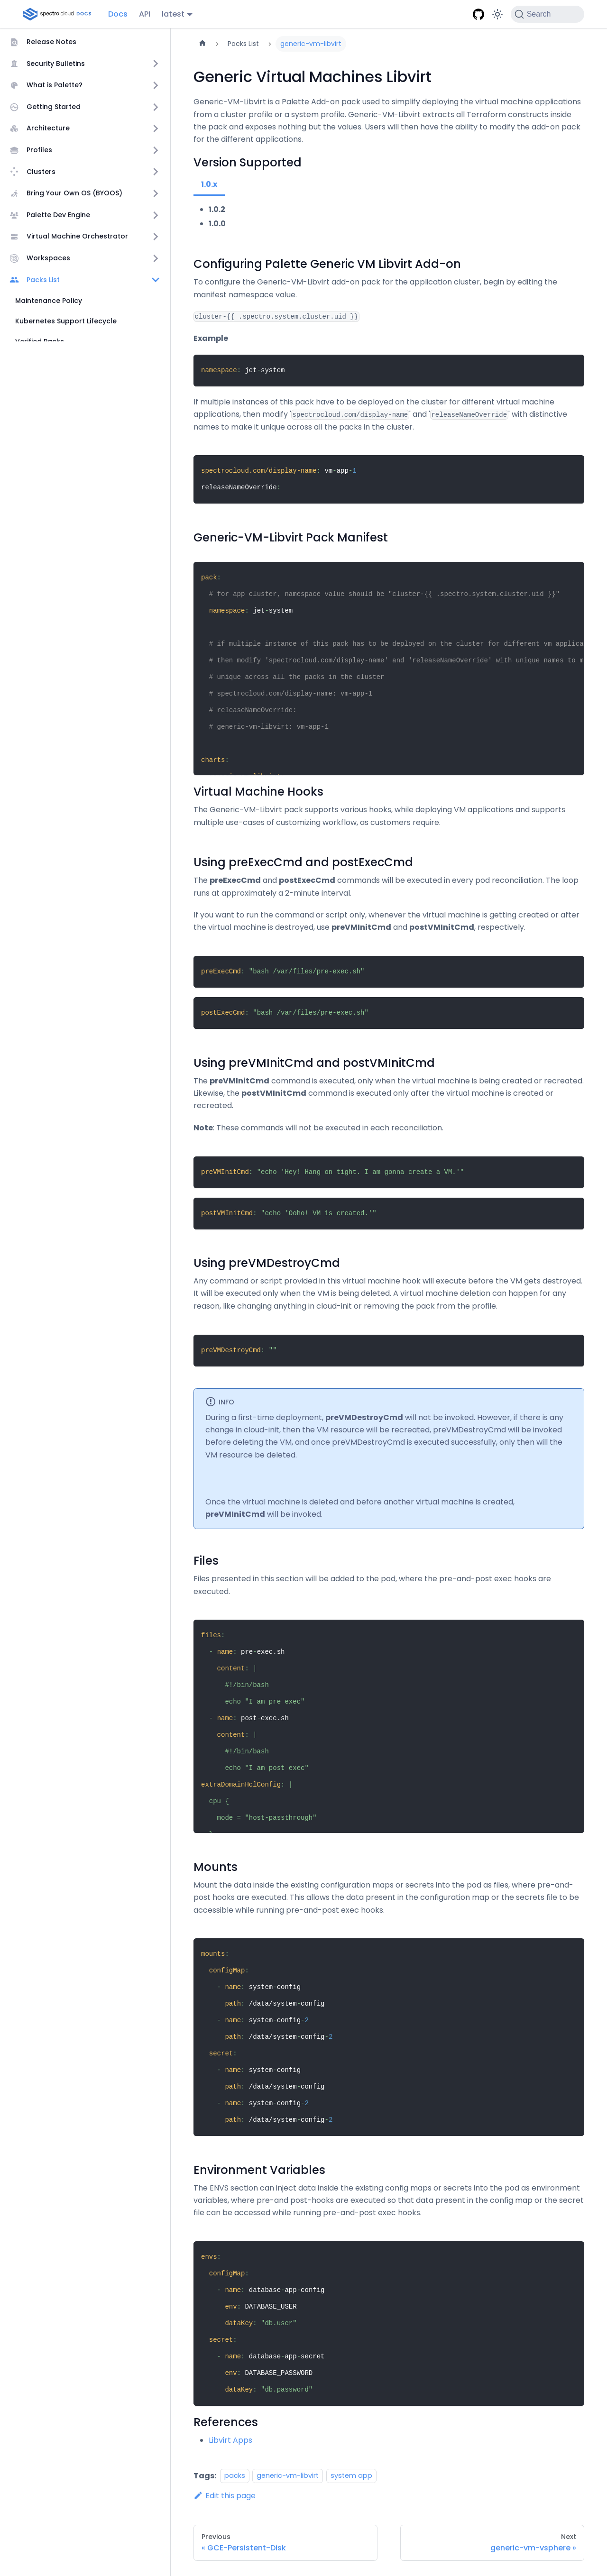 spectro cloud DOCS
Docs
API
latest
Search
Release Notes
Security Bulletins
What is Palette?
Getting Started
Architecture
Profiles
Clusters
Bring Your Own OS (BYOOS)
Palette Dev Engine
Virtual Machine Orchestrator
Workspaces
Packs List
Maintenance Policy
Kubernetes Support Lifecycle
Verified Packs
Packs List
generic-vm-libvirt
Generic Virtual Machines Libvirt
Generic-VM-Libvirt is a Palette Add-on pack used to simplify deploying the virtual machine applications
from a cluster profile or a system profile. Generic-VM-Libvirt extracts all Terraform constructs inside
the pack and exposes nothing but the values. Users will then have the ability to modify the add-on pack
for the different applications.
Version Supported
1.0.x
1.0.2
1.0.0
Configuring Palette Generic VM Libvirt Add-on
To configure the Generic-VM-Libvirt add-on pack for the application cluster, begin by editing the
manifest namespace value.
cluster-{{ .spectro.system.cluster.uid }}
Example
namespace: jet-system
If multiple instances of this pack have to be deployed on the cluster for different virtual machine
applications, then modify `spectrocloud.com/display-name` and `releaseNameOverride` with distinctive
names to make it unique across all the packs in the cluster.
spectrocloud.com/display-name: vm-app-1
releaseNameOverride:
Generic-VM-Libvirt Pack Manifest
pack:
# for app cluster, namespace value should be "cluster-{{ .spectro.system.cluster.uid }}"
namespace: jet-system
# if multiple instance of this pack has to be deployed on the cluster for different vm applica
# then modify 'spectrocloud.com/display-name' and 'releaseNameOverride' with unique names to m
# unique across all the packs in the cluster
# spectrocloud.com/display-name: vm-app-1
# releaseNameOverride:
# generic-vm-libvirt: vm-app-1
charts:
generic-vm-libvirt:
Virtual Machine Hooks
The Generic-VM-Libvirt pack supports various hooks, while deploying VM applications and supports
multiple use-cases of customizing workflow, as customers require.
Using preExecCmd and postExecCmd
The preExecCmd and postExecCmd commands will be executed in every pod reconciliation. The loop
runs at approximately a 2-minute interval.
If you want to run the command or script only, whenever the virtual machine is getting created or after
the virtual machine is destroyed, use preVMInitCmd and postVMInitCmd, respectively.
preExecCmd: "bash /var/files/pre-exec.sh"
postExecCmd: "bash /var/files/pre-exec.sh"
Using preVMInitCmd and postVMInitCmd
The preVMInitCmd command is executed, only when the virtual machine is being created or recreated.
Likewise, the postVMInitCmd command is executed only after the virtual machine is created or
recreated.
Note: These commands will not be executed in each reconciliation.
preVMInitCmd: "echo 'Hey! Hang on tight. I am gonna create a VM.'"
postVMInitCmd: "echo 'Ooho! VM is created.'"
Using preVMDestroyCmd
Any command or script provided in this virtual machine hook will execute before the VM gets destroyed.
It will be executed only when the VM is being deleted. A virtual machine deletion can happen for any
reason, like changing anything in cloud-init or removing the pack from the profile.
preVMDestroyCmd: ""
INFO
During a first-time deployment, preVMDestroyCmd will not be invoked. However, if there is any
change in cloud-init, then the VM resource will be recreated, preVMDestroyCmd will be invoked
before deleting the VM, and once preVMDestroyCmd is executed successfully, only then will the
VM resource be deleted.
Once the virtual machine is deleted and before another virtual machine is created,
preVMInitCmd will be invoked.
Files
Files presented in this section will be added to the pod, where the pre-and-post exec hooks are
executed.
files:
- name: pre-exec.sh
content: |
#!/bin/bash
echo "I am pre exec"
- name: post-exec.sh
content: |
#!/bin/bash
echo "I am post exec"
extraDomainHclConfig: |
cpu {
mode = "host-passthrough"
}
Mounts
Mount the data inside the existing configuration maps or secrets into the pod as files, where pre-and-
post hooks are executed. This allows the data present in the configuration map or the secrets file to be
accessible while running pre-and-post exec hooks.
mounts:
configMap:
- name: system-config
path: /data/system-config
- name: system-config-2
path: /data/system-config-2
secret:
- name: system-config
path: /data/system-config
- name: system-config-2
path: /data/system-config-2
Environment Variables
The ENVS section can inject data inside the existing config maps or secrets into the pod as environment
variables, where pre-and post-hooks are executed so that data present in the config map or the secret
file can be accessed while running pre-and-post exec hooks.
envs:
configMap:
- name: database-app-config
env: DATABASE_USER
dataKey: "db.user"
secret:
- name: database-app-secret
env: DATABASE_PASSWORD
dataKey: "db.password"
References
Libvirt Apps
Tags: packs generic-vm-libvirt system app
Edit this page
Previous
« GCE-Persistent-Disk
Next
generic-vm-vsphere »